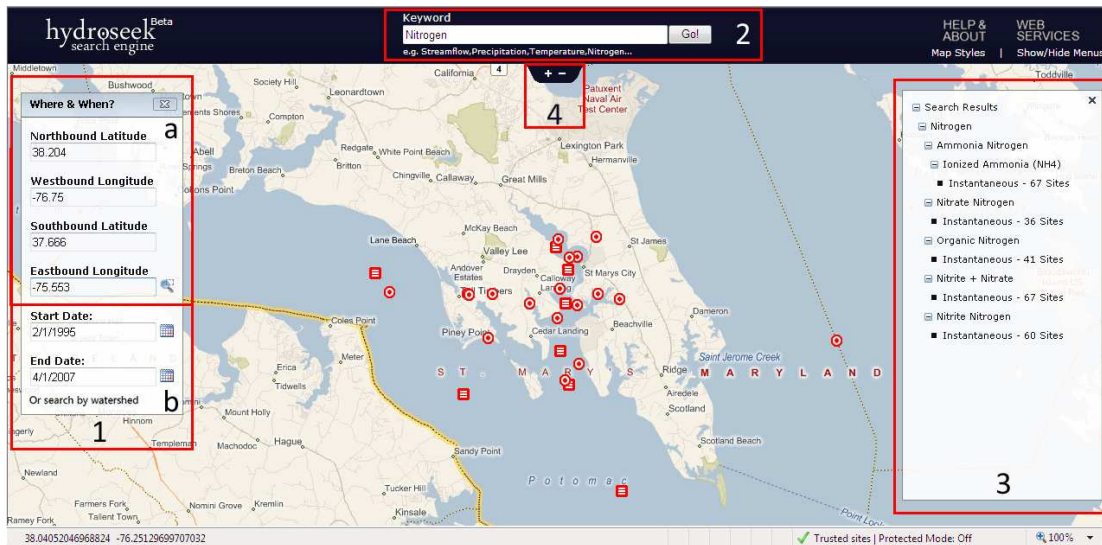 hydroseek Beta
search engine
Keyword
Nitrogen
Go!
2
e.g. Streamflow,Precipitation,Temperature,Nitrogen...
HELP &
ABOUT
WEB
SERVICES
Map Styles | Show/Hide Menus
+ −
4
Where & When?
a
Northbound Latitude
38.204
Westbound Longitude
-76.75
Southbound Latitude
37.666
Eastbound Longitude
-75.553
Start Date:
2/1/1995
End Date:
4/1/2007
Or search by watershed
b
1
Search Results
Nitrogen
Ammonia Nitrogen
Ionized Ammonia (NH4)
Instantaneous - 67 Sites
Nitrate Nitrogen
Instantaneous - 36 Sites
Organic Nitrogen
Instantaneous - 41 Sites
Nitrite + Nitrate
Instantaneous - 67 Sites
Nitrite Nitrogen
Instantaneous - 60 Sites
3
Middletown
Bushwood
Society Hill
Leonardtown
California
4
Patuxent
Naval Air
Test Center
Toddville
Compton
Redgate
White Point Beach
Lexington Park
Hermanville
Britton
Breton Beach
Chingville
Callaway
Great Mills
McKay Beach
Lane Beach
Valley Lee
St James
Andover
Estates
Drayden
Calloway
Landing
St Marys City
Tall Timbers
Dameron
Coles Point
Piney Point
Cedar Landing
Beachville
Meter
Erica
Tidwells
ST. MARY'S
Ridge
MARYLAND
Saint Jerome Creek
Airedele
Scotland
Mount Holly
Hinnom
Templeman
Machodoc
Hague
Sandy Point
Scotland Beach
Newland
Potomac
Tucker Hill
Farmers Fork
Nomini Grove
Kremlin
Kinsale
Ramey Fork
Tallent Town
38.04052046968824 -76.25129699707032
Trusted sites | Protected Mode: Off
100%